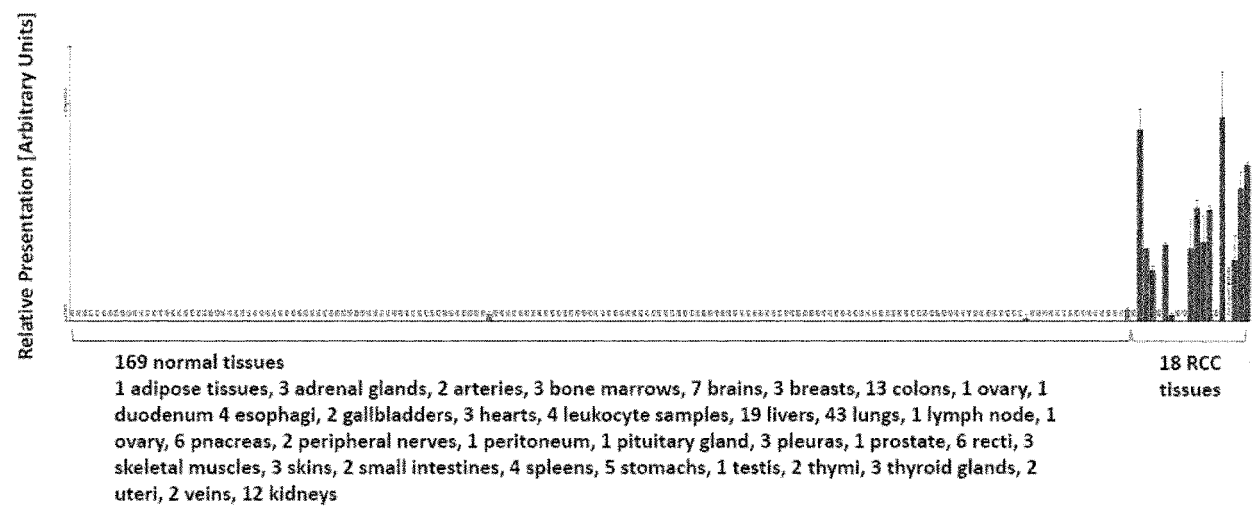 Relative Presentation [Arbitrary Units]
169 normal tissues
1 adipose tissues, 3 adrenal glands, 2 arteries, 3 bone marrows, 7 brains, 3 breasts, 13 colons, 1 ovary, 1
duodenum 4 esophagi, 2 gallbladders, 3 hearts, 4 leukocyte samples, 19 livers, 43 lungs, 1 lymph node, 1
ovary, 6 pnacreas, 2 peripheral nerves, 1 peritoneum, 1 pituitary gland, 3 pleuras, 1 prostate, 6 recti, 3
skeletal muscles, 3 skins, 2 small intestines, 4 spleens, 5 stomachs, 1 testis, 2 thymi, 3 thyroid glands, 2
uteri, 2 veins, 12 kidneys
18 RCC
tissues